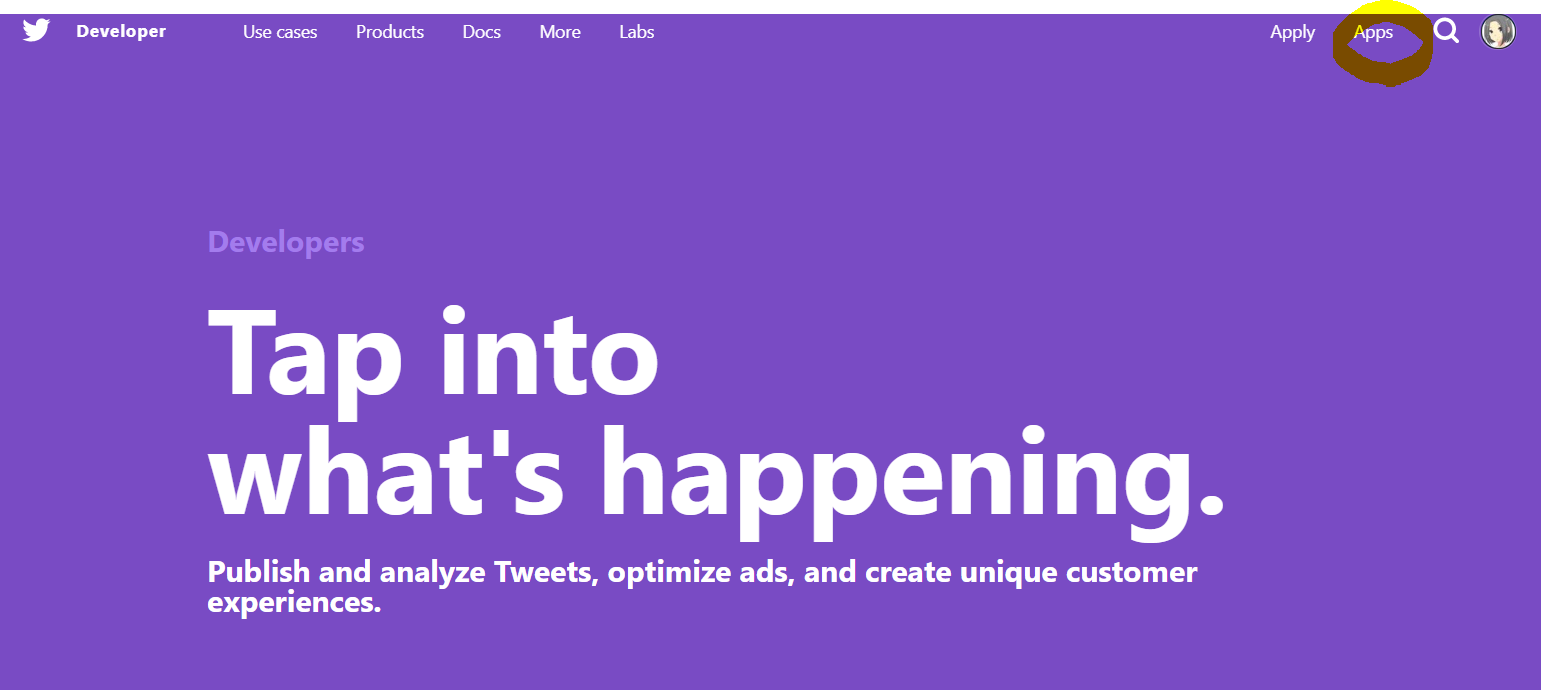 Developer Use cases Products Docs More Labs Apply Apps
Developers
Tap into
what's happening.
Publish and analyze Tweets, optimize ads, and create unique customer
experiences.